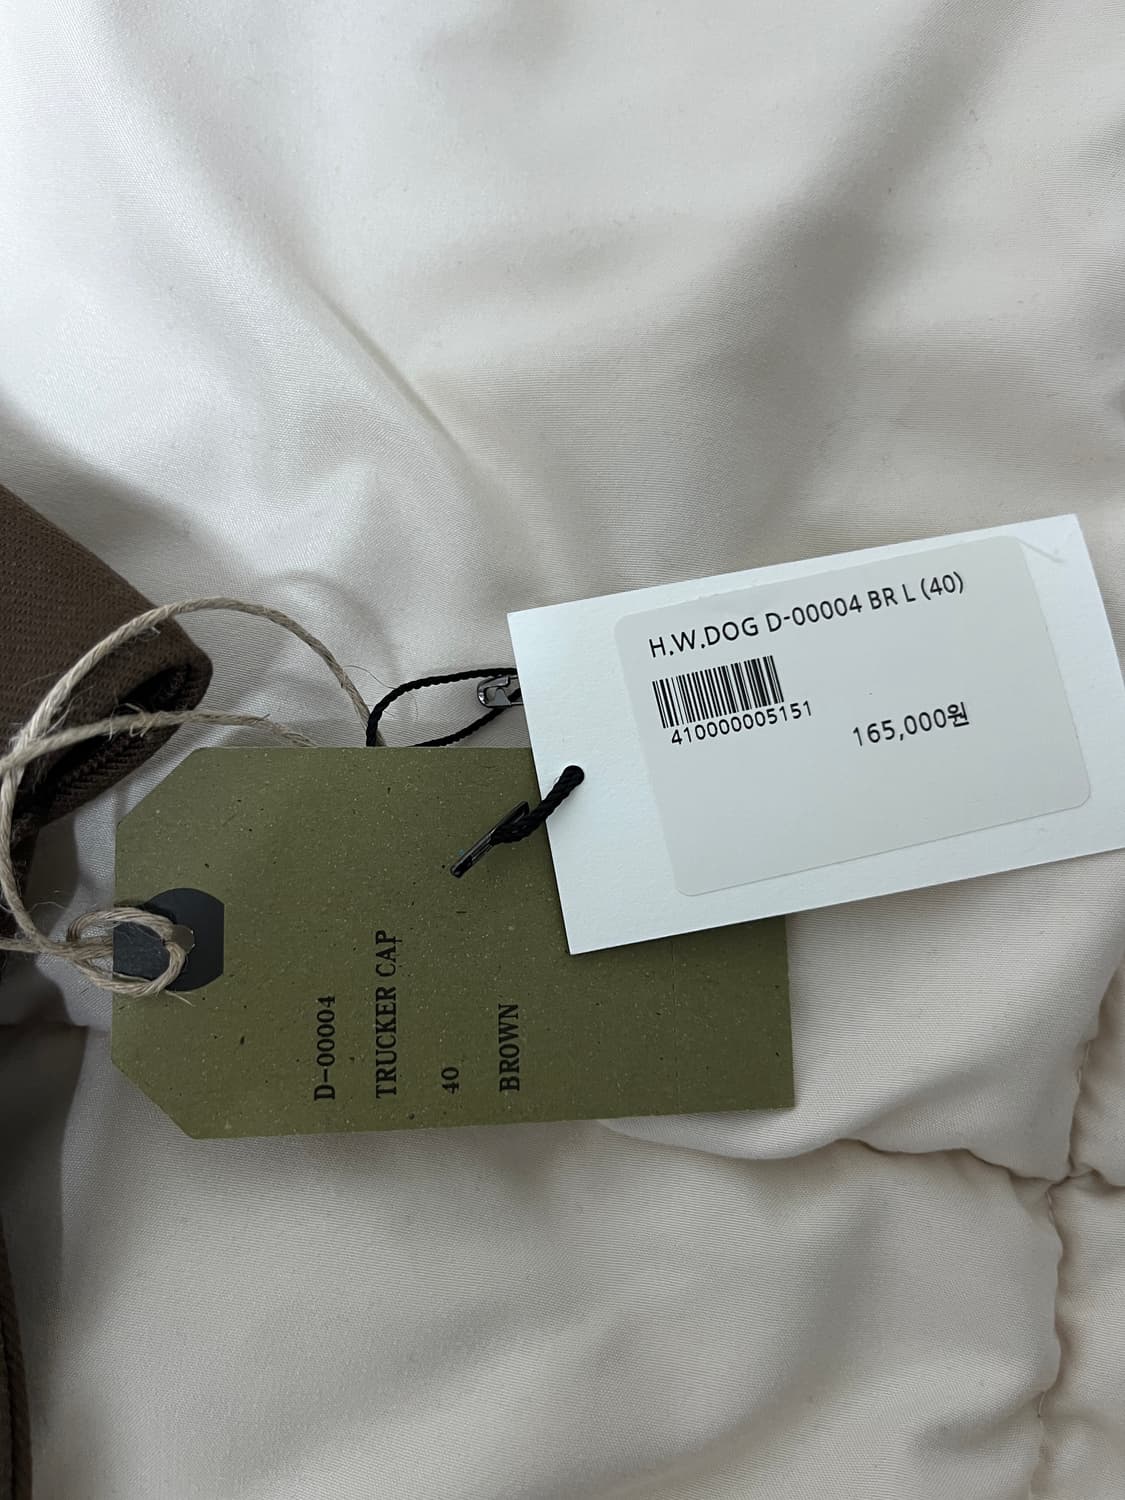 H.W.DOG D-00004 BR L (40)
410000005151
165,000원
D-00004
TRUCKER CAP
40
BROWN